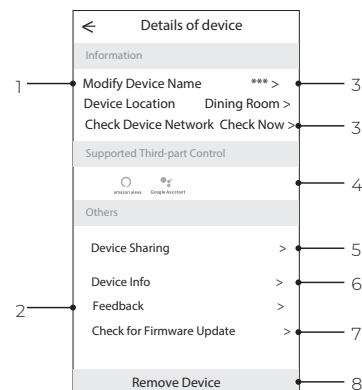 Details of device
Information
1
Modify Device Name *** > 3
Device Location Dining Room >
Check Device Network Check Now > 3
Supported Third-part Control
amazon alexa Google Assistant 4
Others
Device Sharing > 5
Device Info > 6
2 Feedback >
Check for Firmware Update > 7
Remove Device 8